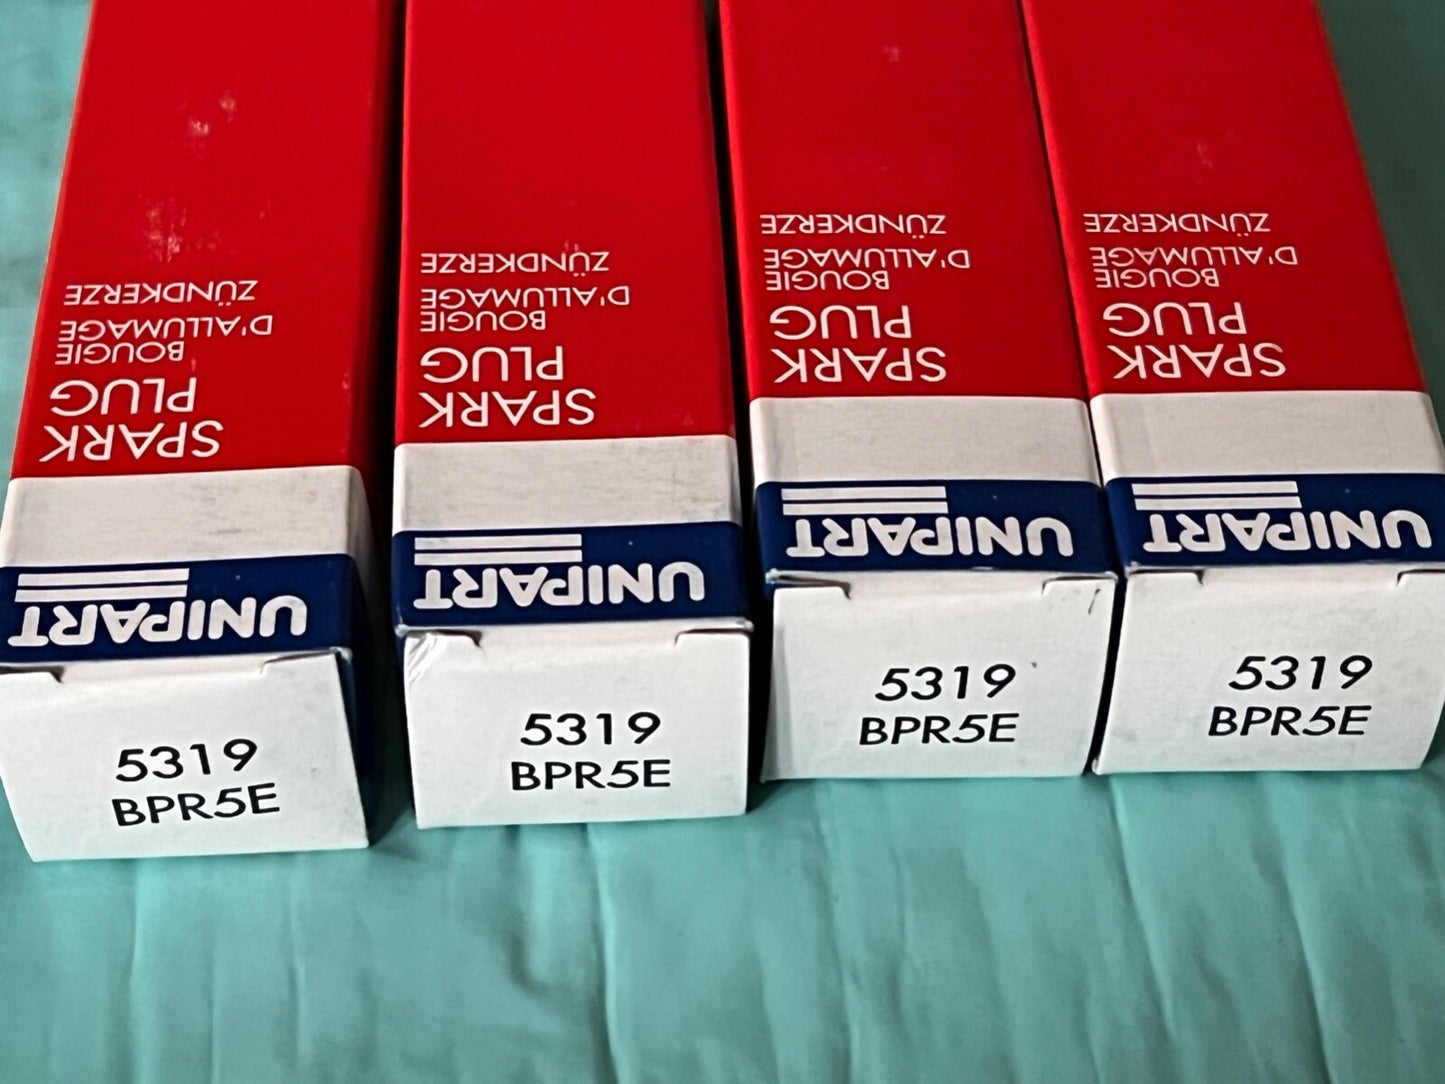 UNIPART
SPARK
PLUG
BOUGIE
D'ALLUMAGE
ZÜNDKERZE
5319
BPR5E
UNIPART
SPARK
PLUG
BOUGIE
D'ALLUMAGE
ZÜNDKERZE
5319
BPR5E
UNIPART
SPARK
PLUG
BOUGIE
D'ALLUMAGE
ZÜNDKERZE
5319
BPR5E
UNIPART
SPARK
PLUG
BOUGIE
D'ALLUMAGE
ZÜNDKERZE
5319
BPR5E